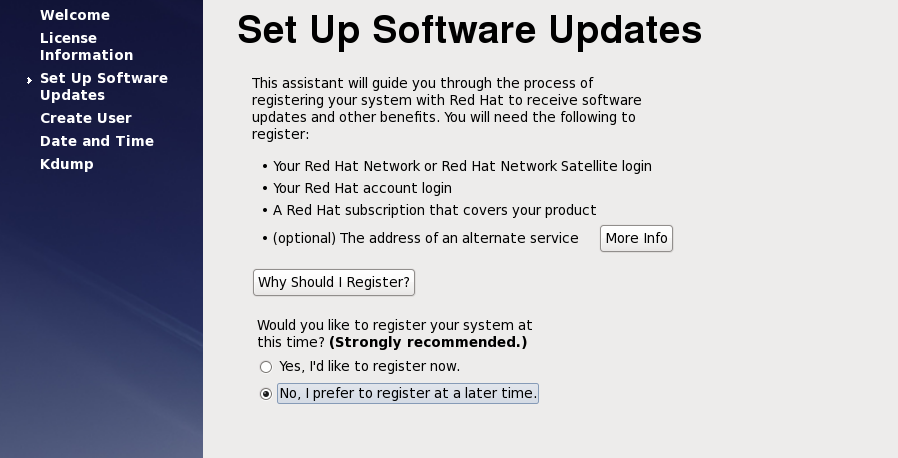 Welcome
License
Information
Set Up Software
Updates
Create User
Date and Time
Kdump
Set Up Software Updates
This assistant will guide you through the process of
registering your system with Red Hat to receive software
updates and other benefits. You will need the following to
register:
• Your Red Hat Network or Red Hat Network Satellite login
• Your Red Hat account login
• A Red Hat subscription that covers your product
• (optional) The address of an alternate service More Info
Why Should I Register?
Would you like to register your system at
this time? (Strongly recommended.)
Yes, I'd like to register now.
No, I prefer to register at a later time.